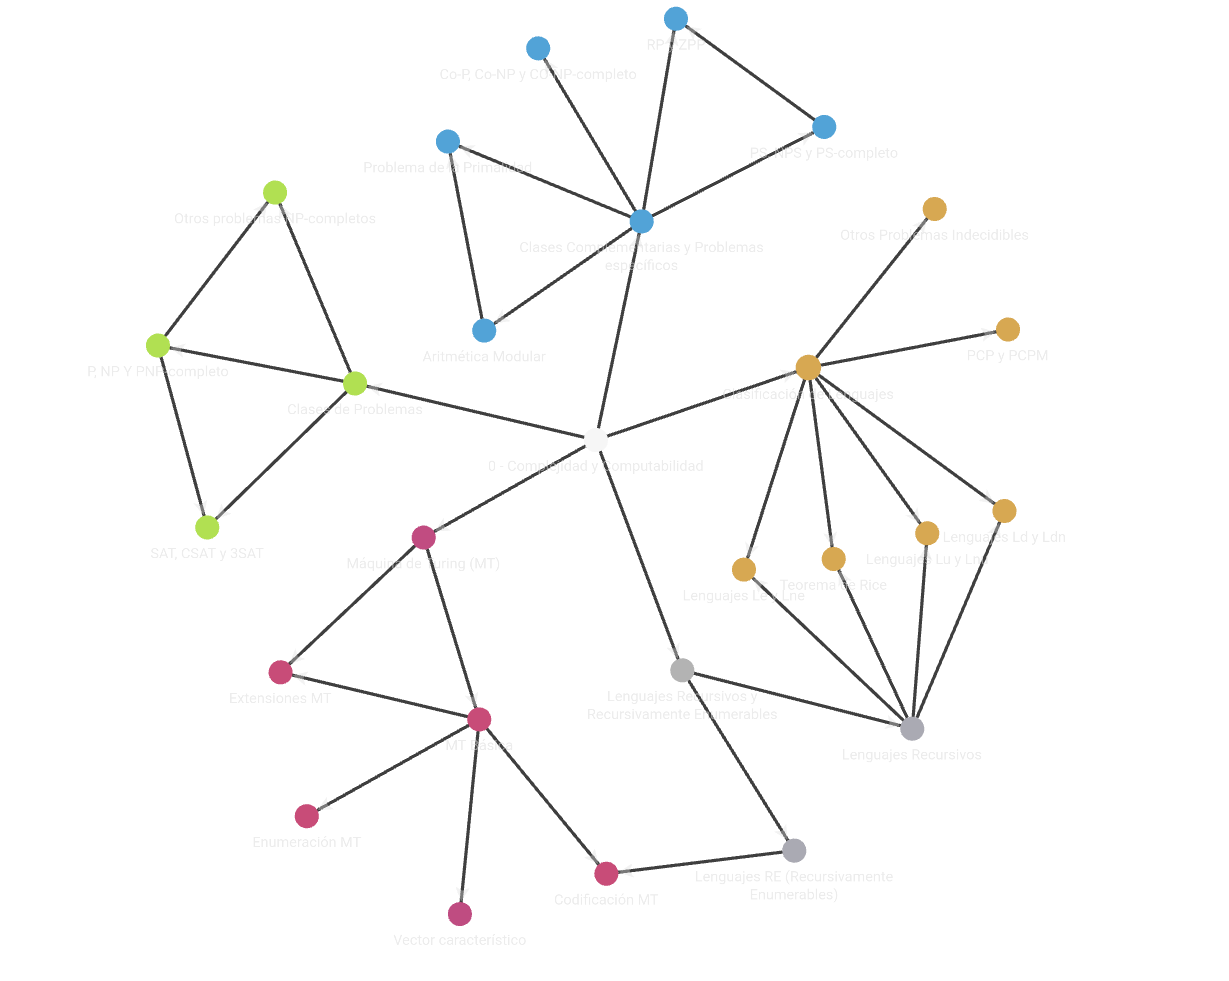 RP y ZPP
Co-P, Co-NP y CO-NP-completo
PS, NPS y PS-completo
Problema de la Primalidad
Otros problemas NP-completos
Otros Problemas Indecidibles
Clases Complementarias y Problemas
específicos
Aritmética Modular
PCP y PCPM
P, NP Y PNP-completo
Clasificación de Lenguajes
Clases de Problemas
0 - Complejidad y Computabilidad
Lenguajes Ld y Ldn
SAT, CSAT y 3SAT
Lenguajes Lu y Lnu
Máquina de Turing (MT)
Teorema de Rice
Lenguajes Le y Lne
Extensiones MT
Lenguajes Recursivos y
Recursivamente Enumerables
MT Básica
Lenguajes Recursivos
Enumeración MT
Lenguajes RE (Recursivamente
Enumerables)
Codificación MT
Vector característico